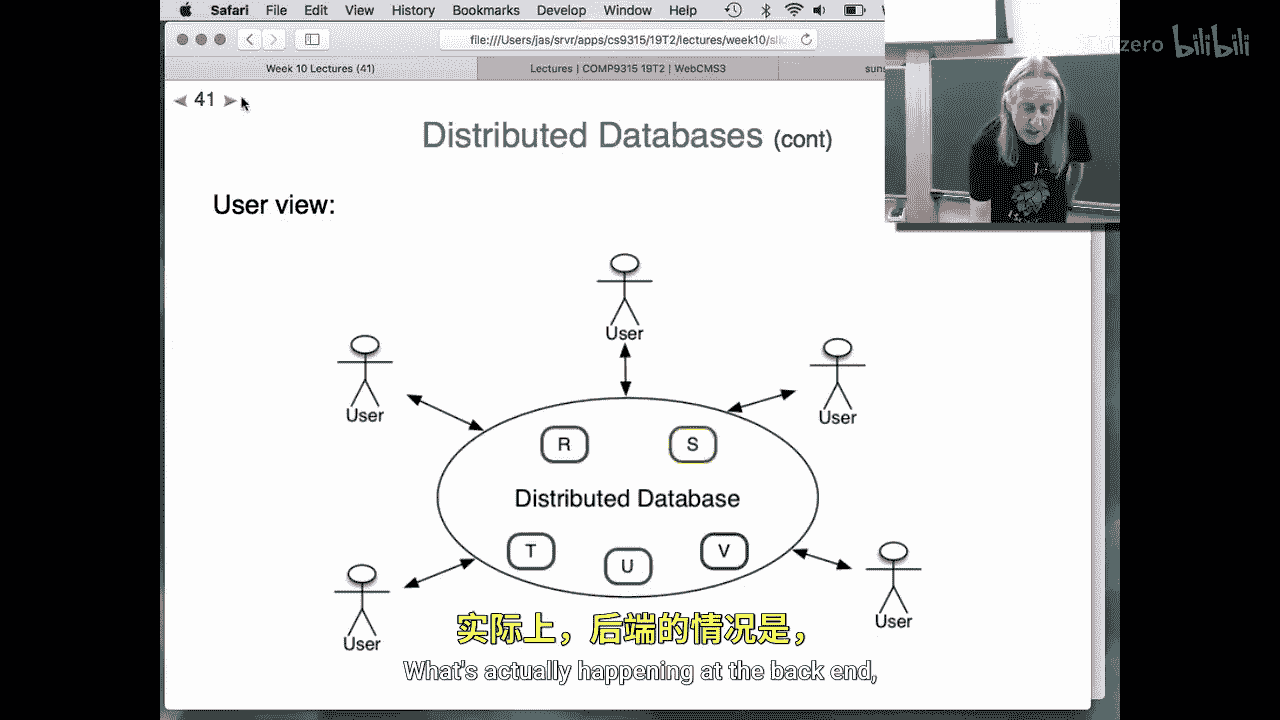 Safari File Edit View History Bookmarks Develop Window Help
zero bilibili
file:///Users/jas/srvr/apps/cs9315/19T2/lectures/week10/slid
Week 10 Lectures (41) Lectures | COMP9315 19T2 | WebCMS3
41
Distributed Databases (cont)
User view:
User
User
User
R S
Distributed Database
T U V
User
User
实际上，后端的情况是，
What's actually happening at the back end,